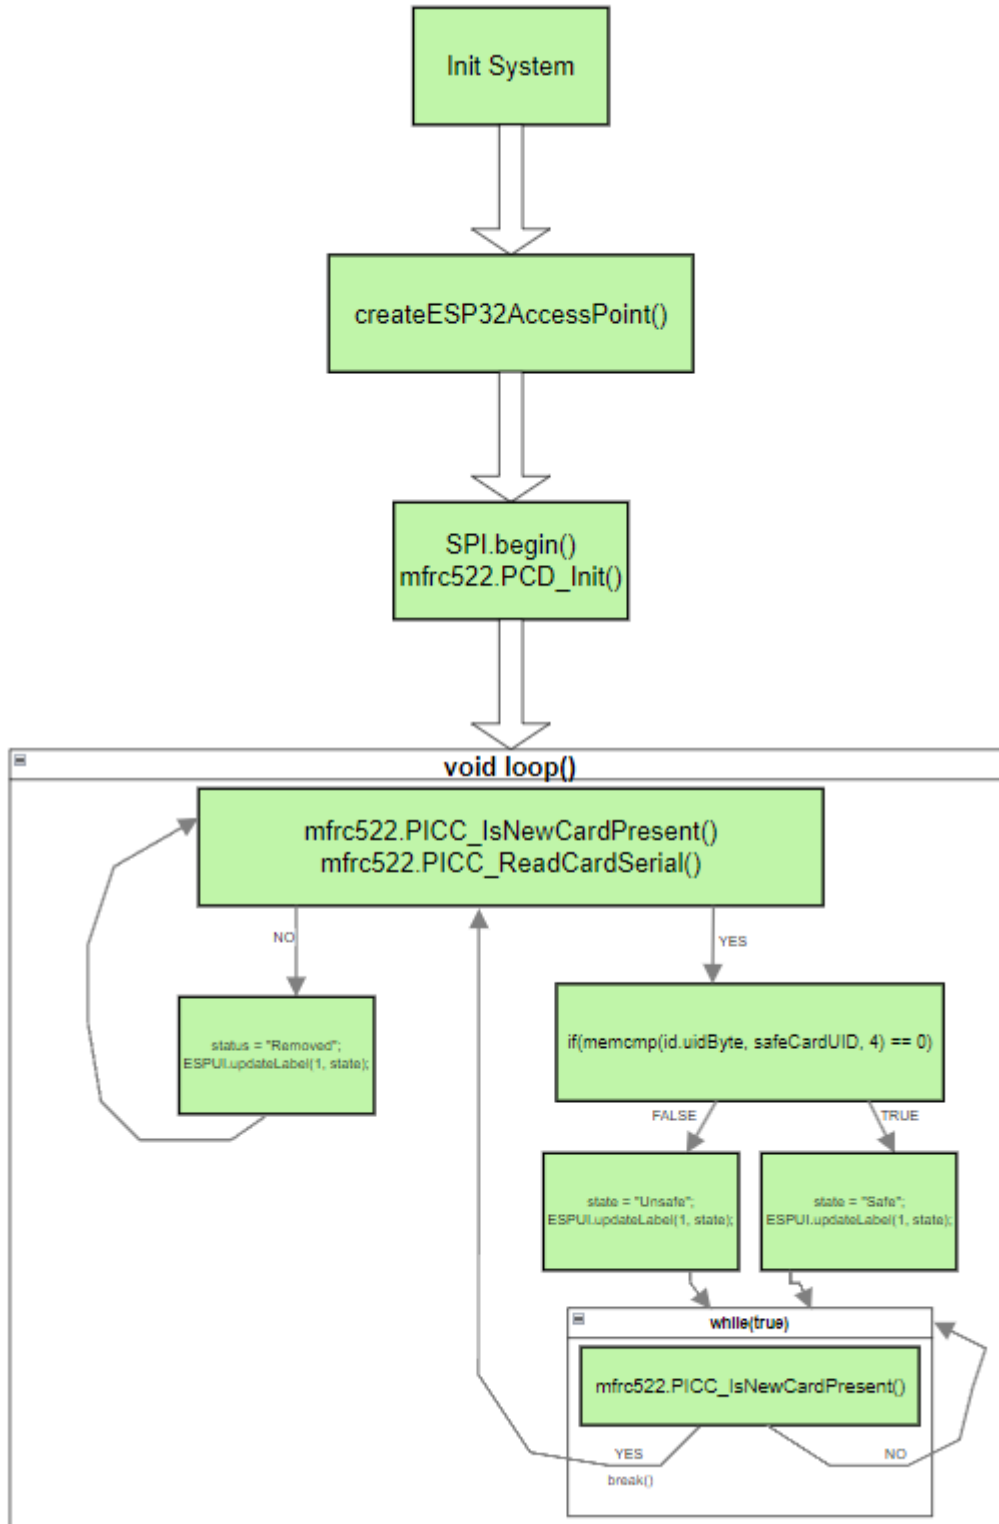 Init System
createESP32AccessPoint()
SPI.begin()
mfrc522.PCD_Init()
void loop()
mfrc522.PICC_IsNewCardPresent()
mfrc522.PICC_ReadCardSerial()
NO
YES
status = "Removed";
ESPUI.updateLabel(1, state);
if(memcmp(id.uidByte, safeCardUID, 4) == 0)
FALSE
TRUE
state = "Unsafe";
ESPUI.updateLabel(1, state);
state = "Safe";
ESPUI.updateLabel(1, state);
while(true)
mfrc522.PICC_IsNewCardPresent()
YES
NO
break()